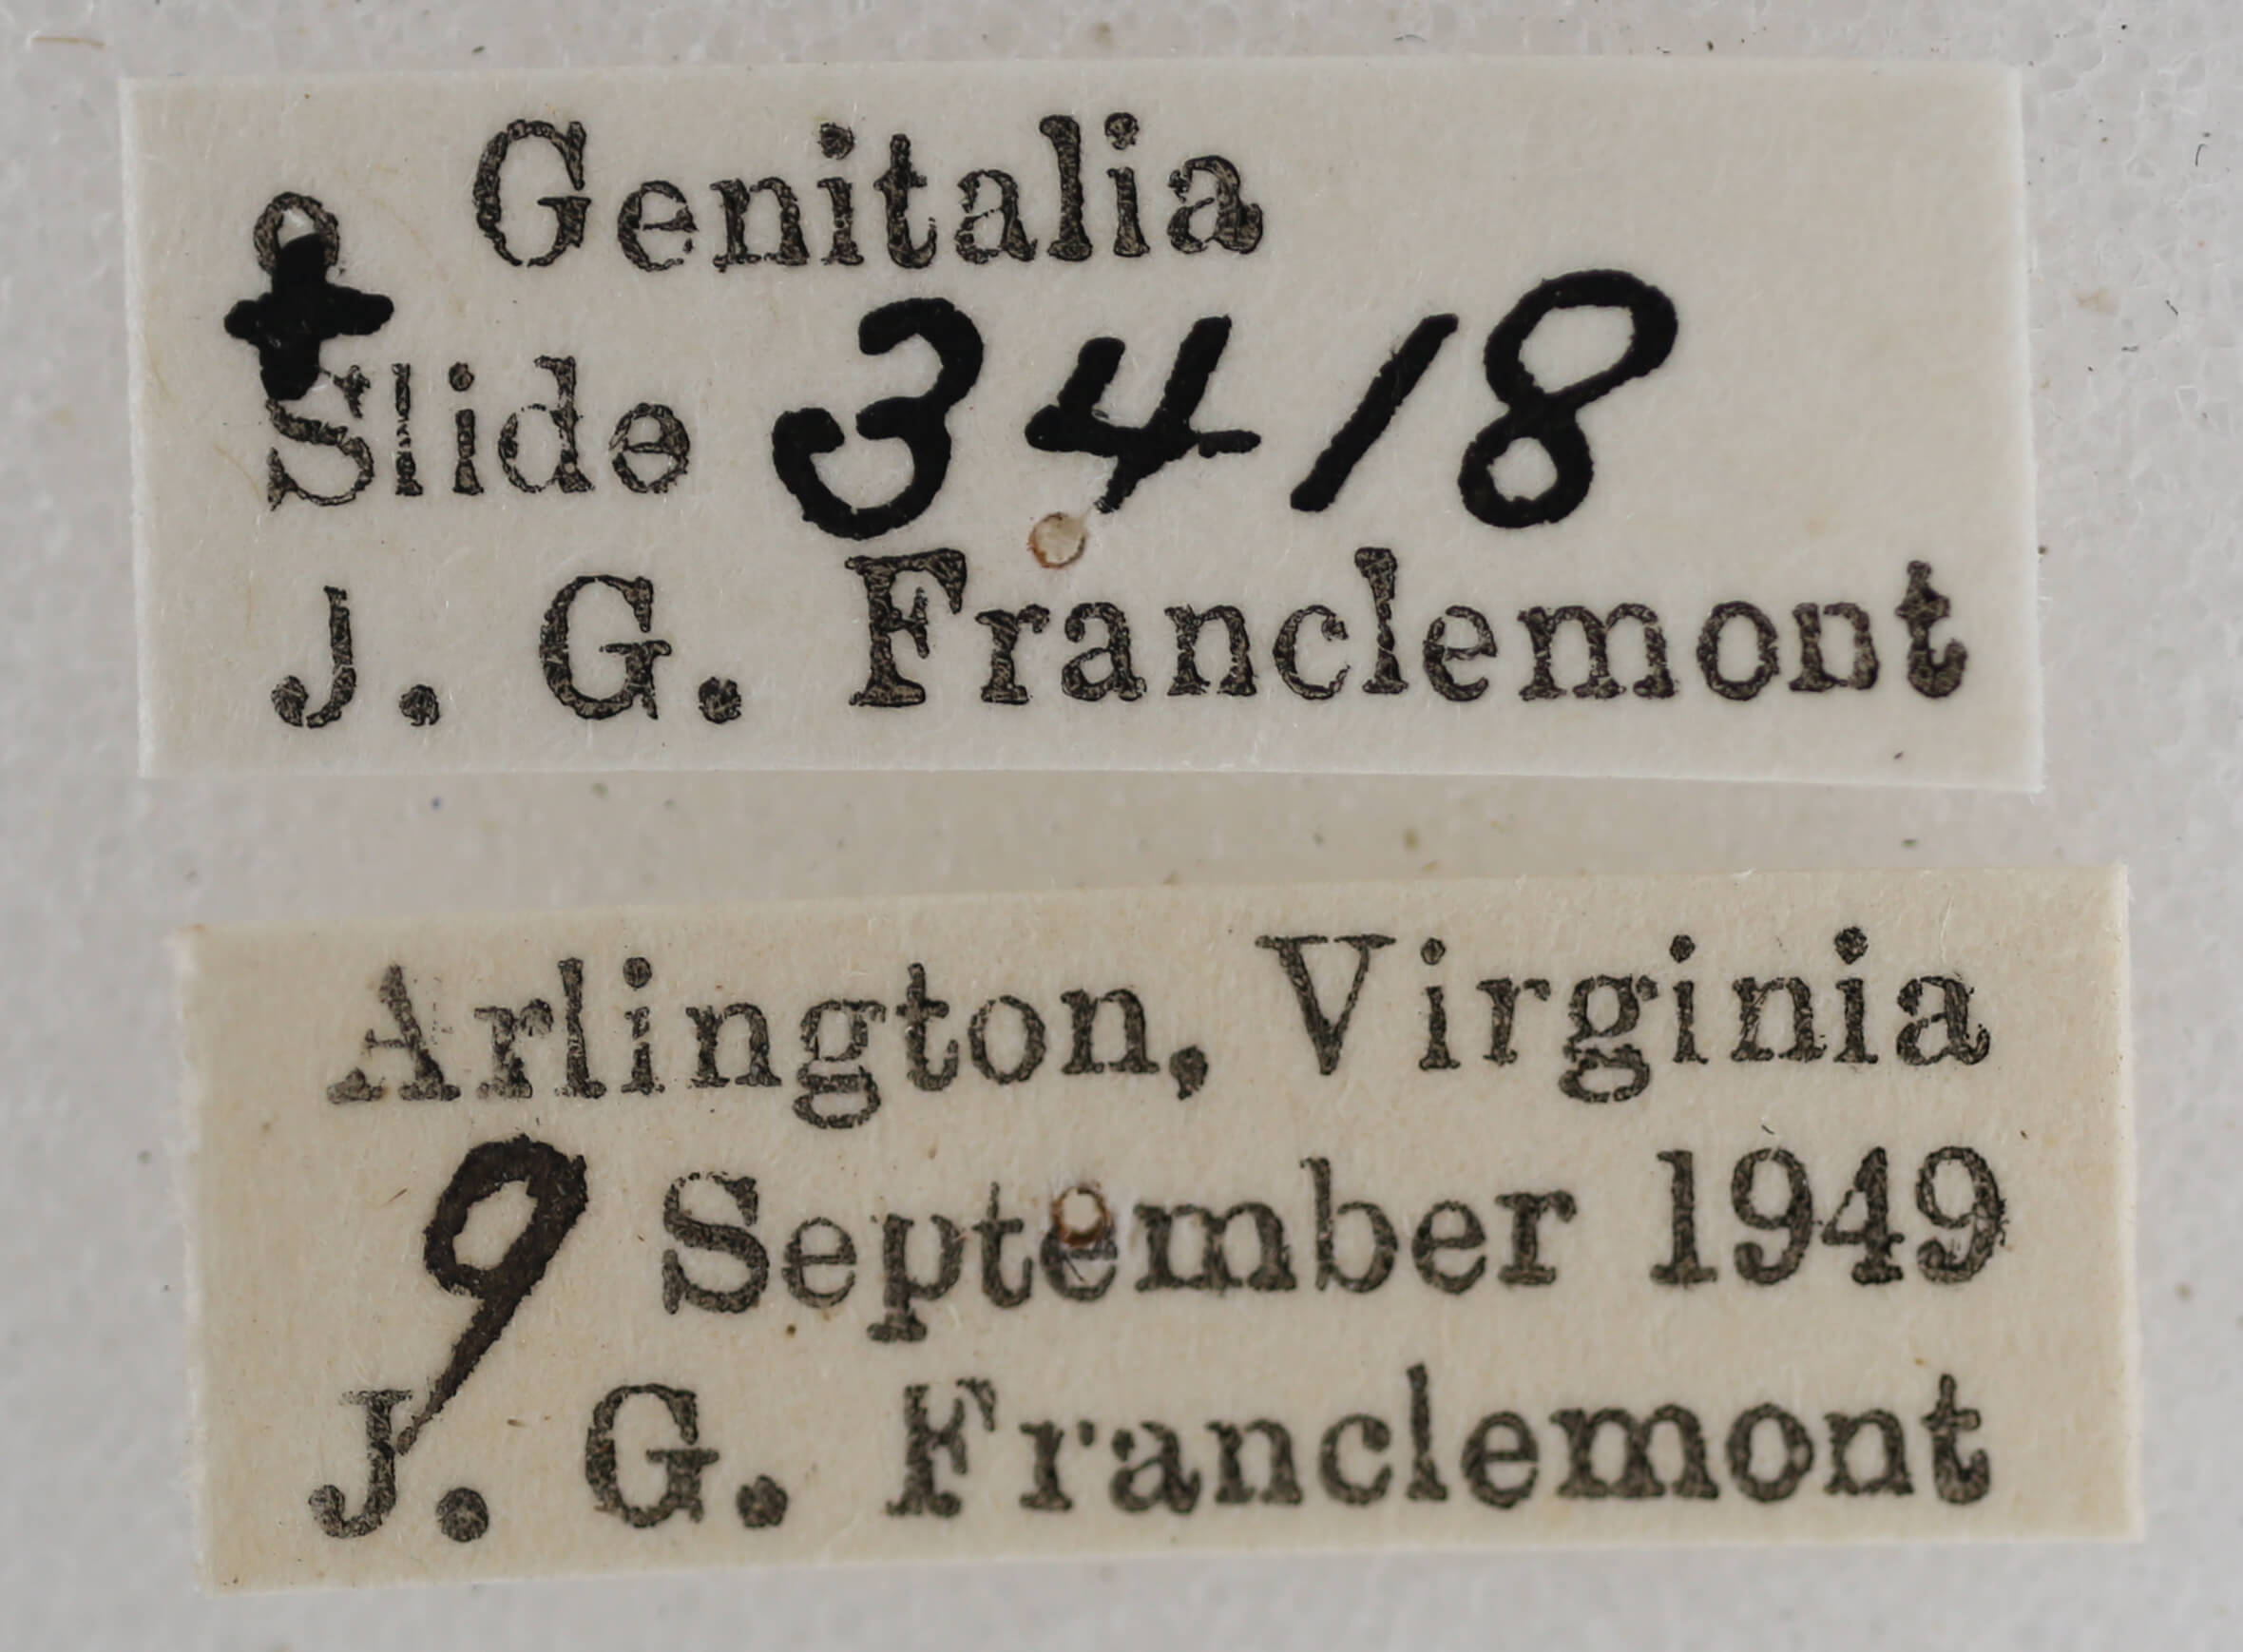 ♀ Genitalia
Slide 3418
J. G. Franclemont
Arlington, Virginia
9 September 1949
J. G. Franclemont